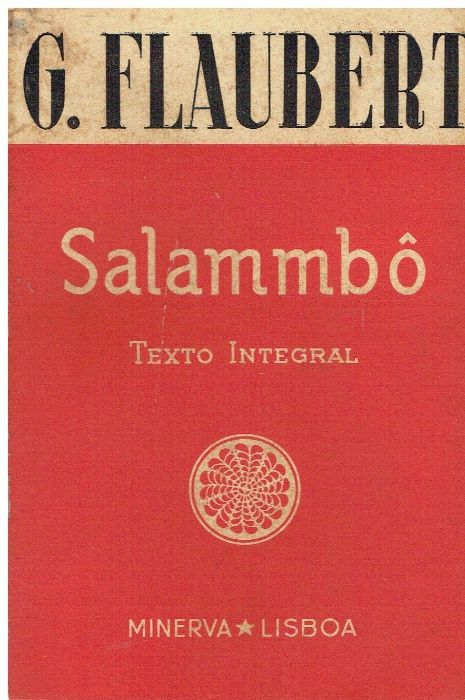 G. FLAUBERT
Salammbô
TEXTO INTEGRAL
MINERVA ★ LISBOA